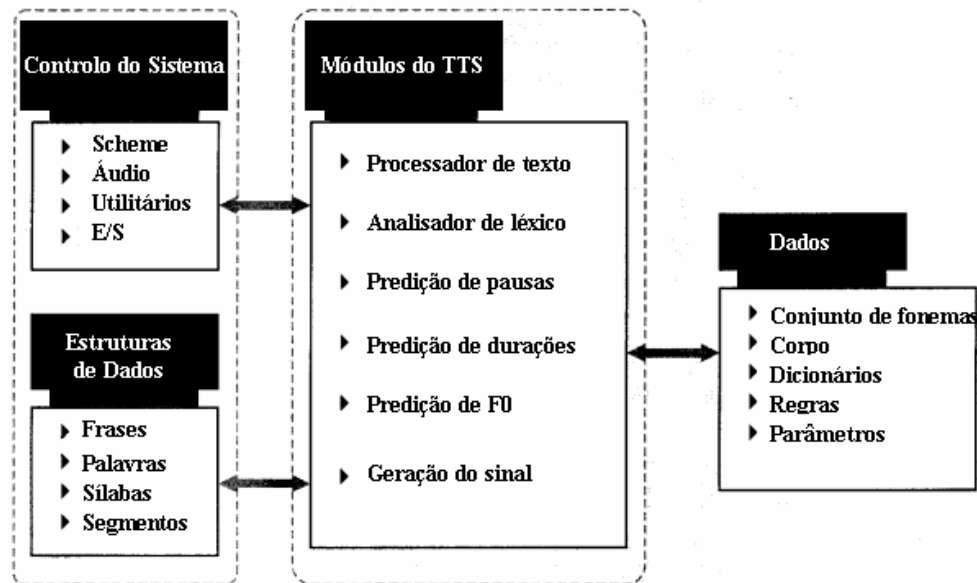 Controlo do Sistema
Scheme
Áudio
Utilitários
E/S
Estruturas
de Dados
Frases
Palavras
Sílabas
Segmentos
Módulos do TTS
Processador de texto
Analisador de léxico
Predição de pausas
Predição de durações
Predição de F0
Geração do sinal
Dados
Conjunto de fonemas
Corpo
Dicionários
Regras
Parâmetros